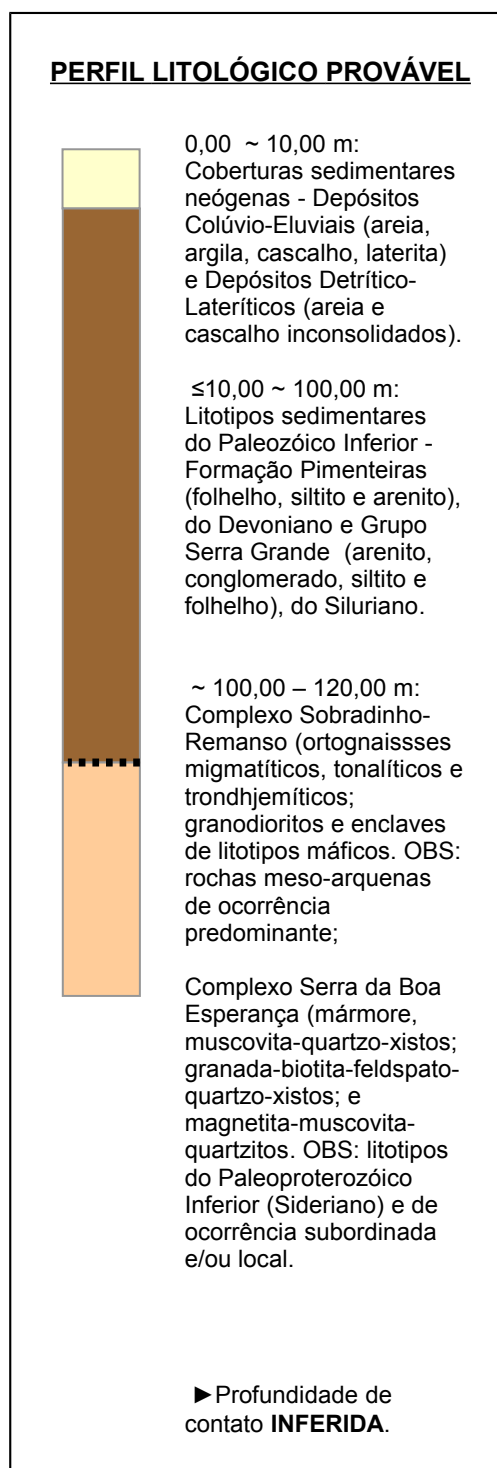 PERFIL LITOLÓGICO PROVÁVEL
0,00 ~ 10,00 m:
Coberturas sedimentares
neógenas - Depósitos
Colúvio-Eluviais (areia,
argila, cascalho, laterita)
e Depósitos Detrítico-
Lateríticos (areia e
cascalho inconsolidados).
≤10,00 ~ 100,00 m:
Litotipos sedimentares
do Paleozóico Inferior -
Formação Pimenteiras
(folhelho, siltito e arenito),
do Devoniano e Grupo
Serra Grande (arenito,
conglomerado, siltito e
folhelho), do Siluriano.
~ 100,00 – 120,00 m:
Complexo Sobradinho-
Remanso (ortognaissses
migmatíticos, tonalíticos e
trondhjemíticos;
granodioritos e enclaves
de litotipos máficos. OBS:
rochas meso-arquenas
de ocorrência
predominante;
Complexo Serra da Boa
Esperança (mármore,
muscovita-quartzo-xistos;
granada-biotita-feldspato-
quartzo-xistos; e
magnetita-muscovita-
quartzitos. OBS: litotipos
do Paleoproterozóico
Inferior (Sideriano) e de
ocorrência subordinada
e/ou local.
►Profundidade de
contato INFERIDA.